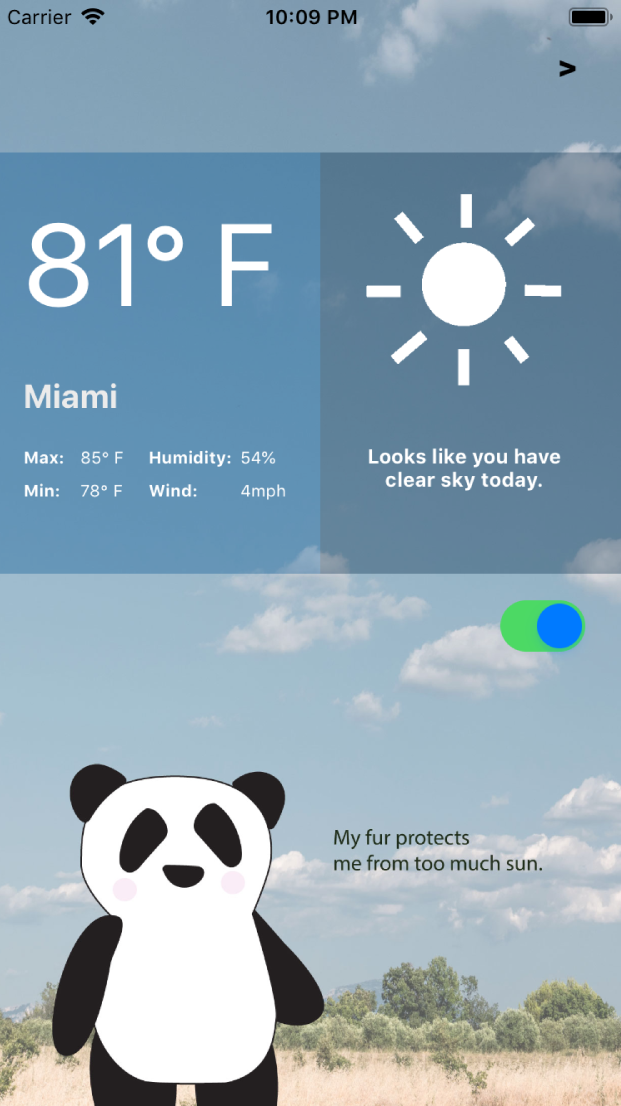 Carrier 10:09 PM
>
81° F
Miami
Max: 85° F Humidity: 54%
Min: 78° F Wind: 4mph
Looks like you have
clear sky today.
My fur protects
me from too much sun.